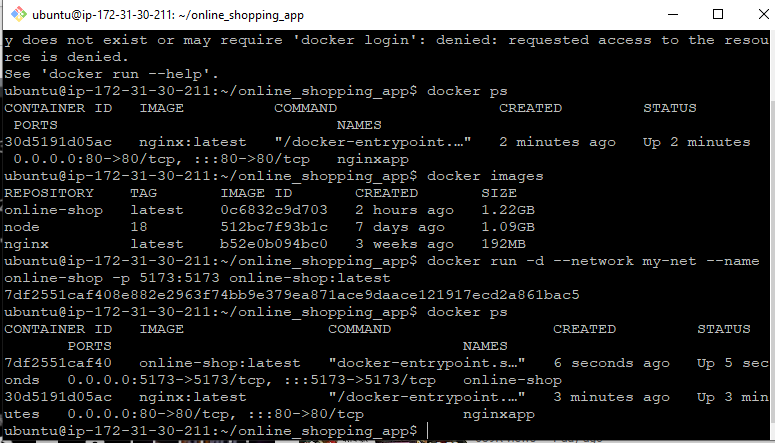 ubuntu@ip-172-31-30-211: ~/online_shopping_app
y does not exist or may require 'docker login': denied: requested access to the resou
rce is denied.
See 'docker run --help'.
ubuntu@ip-172-31-30-211:~/online_shopping_app$ docker ps
CONTAINER ID   IMAGE          COMMAND                  CREATED         STATUS
 PORTS                               NAMES
30d5191d05ac   nginx:latest   "/docker-entrypoint.…"   2 minutes ago   Up 2 minutes
 0.0.0.0:80->80/tcp, :::80->80/tcp   nginxapp
ubuntu@ip-172-31-30-211:~/online_shopping_app$ docker images
REPOSITORY    TAG       IMAGE ID       CREATED       SIZE
online-shop   latest    0c6832c9d703   2 hours ago   1.22GB
node          18        512bc7f93b1c   7 days ago    1.09GB
nginx         latest    b52e0b094bc0   3 weeks ago   192MB
ubuntu@ip-172-31-30-211:~/online_shopping_app$ docker run -d --network my-net --name
online-shop -p 5173:5173 online-shop:latest
7df2551caf408e882e2963f74bb9e379ea871ace9daace121917ecd2a861bac5
ubuntu@ip-172-31-30-211:~/online_shopping_app$ docker ps
CONTAINER ID   IMAGE                COMMAND                  CREATED         STATUS
        PORTS                                       NAMES
7df2551caf40   online-shop:latest   "docker-entrypoint.s…"   6 seconds ago   Up 5 sec
onds   0.0.0.0:5173->5173/tcp, :::5173->5173/tcp   online-shop
30d5191d05ac   nginx:latest         "/docker-entrypoint.…"   3 minutes ago   Up 3 min
utes   0.0.0.0:80->80/tcp, :::80->80/tcp           nginxapp
ubuntu@ip-172-31-30-211:~/online_shopping_app$